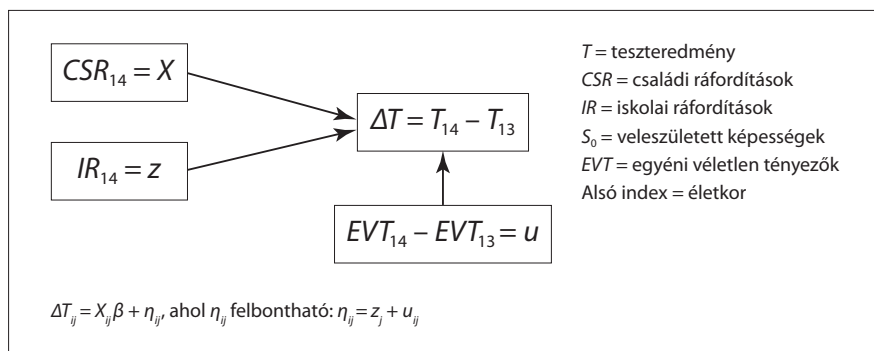 CSR₁₄ = X
IR₁₄ = z
ΔT = T₁₄ – T₁₃
EVT₁₄ – EVT₁₃ = u
T = teszteredmény
CSR = családi ráfordítások
IR = iskolai ráfordítások
S₀ = veleszületett képességek
EVT = egyéni véletlen tényezők
Alsó index = életkor
ΔTᵢⱼ = Xᵢⱼβ + ηᵢⱼ, ahol ηᵢⱼ felbontható: ηᵢⱼ = zⱼ + uᵢⱼ